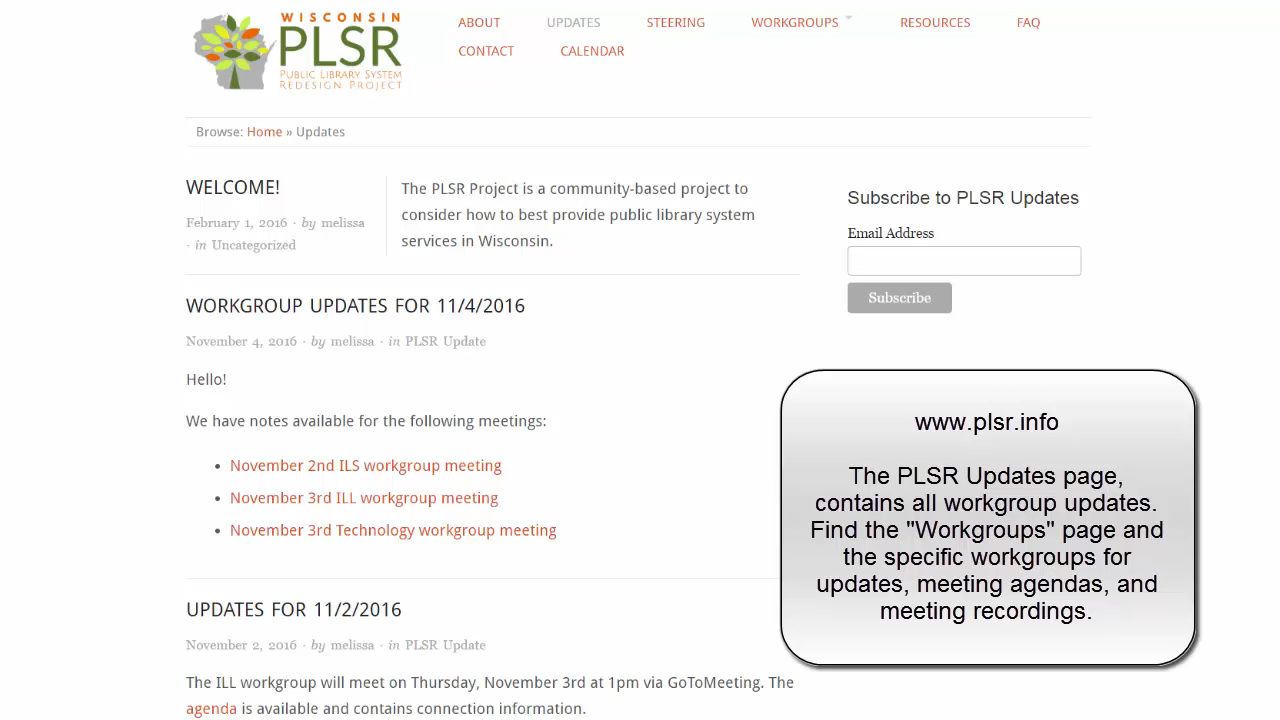 WISCONSIN
PLSR
PUBLIC LIBRARY SYSTEM
REDESIGN PROJECT
ABOUT UPDATES STEERING WORKGROUPS RESOURCES FAQ
CONTACT CALENDAR
Browse: Home » Updates
WELCOME!
February 1, 2016 · by melissa
· in Uncategorized
The PLSR Project is a community-based project to
consider how to best provide public library system
services in Wisconsin.
Subscribe to PLSR Updates
Email Address
Subscribe
WORKGROUP UPDATES FOR 11/4/2016
November 4, 2016 · by melissa · in PLSR Update
Hello!
We have notes available for the following meetings:
• November 2nd ILS workgroup meeting
• November 3rd ILL workgroup meeting
• November 3rd Technology workgroup meeting
UPDATES FOR 11/2/2016
November 2, 2016 · by melissa · in PLSR Update
The ILL workgroup will meet on Thursday, November 3rd at 1pm via GoToMeeting. The
agenda is available and contains connection information.
www.plsr.info
The PLSR Updates page,
contains all workgroup updates.
Find the "Workgroups" page and
the specific workgroups for
updates, meeting agendas, and
meeting recordings.